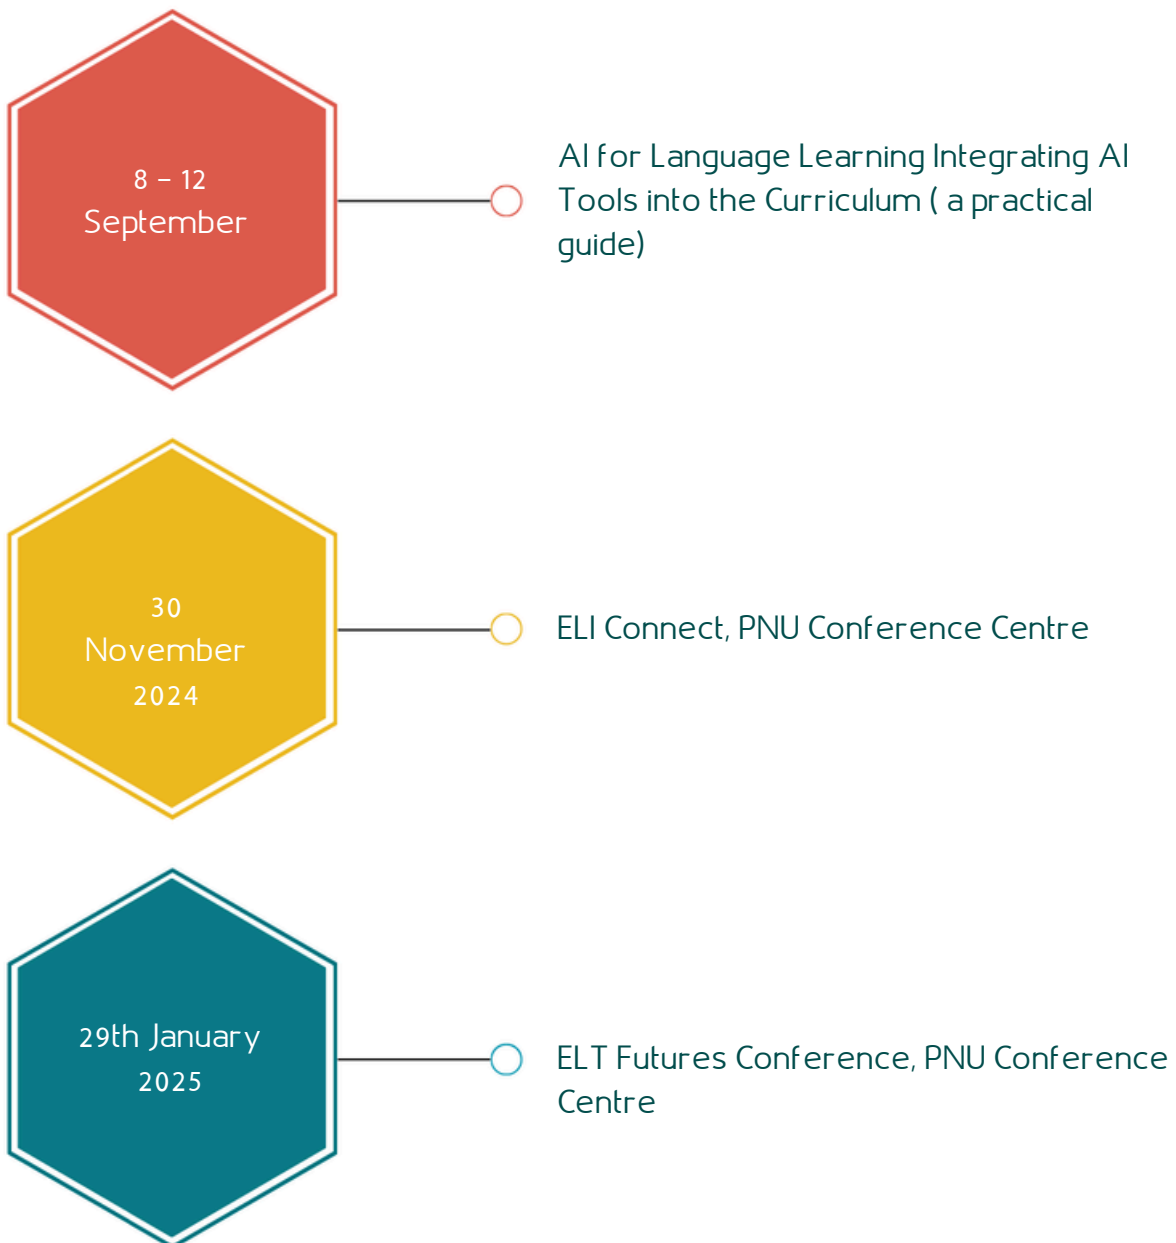 8 – 12
September
AI for Language Learning Integrating AI
Tools into the Curriculum ( a practical
guide)
30
November
2024
ELI Connect, PNU Conference Centre
29th January
2025
ELT Futures Conference, PNU Conference
Centre